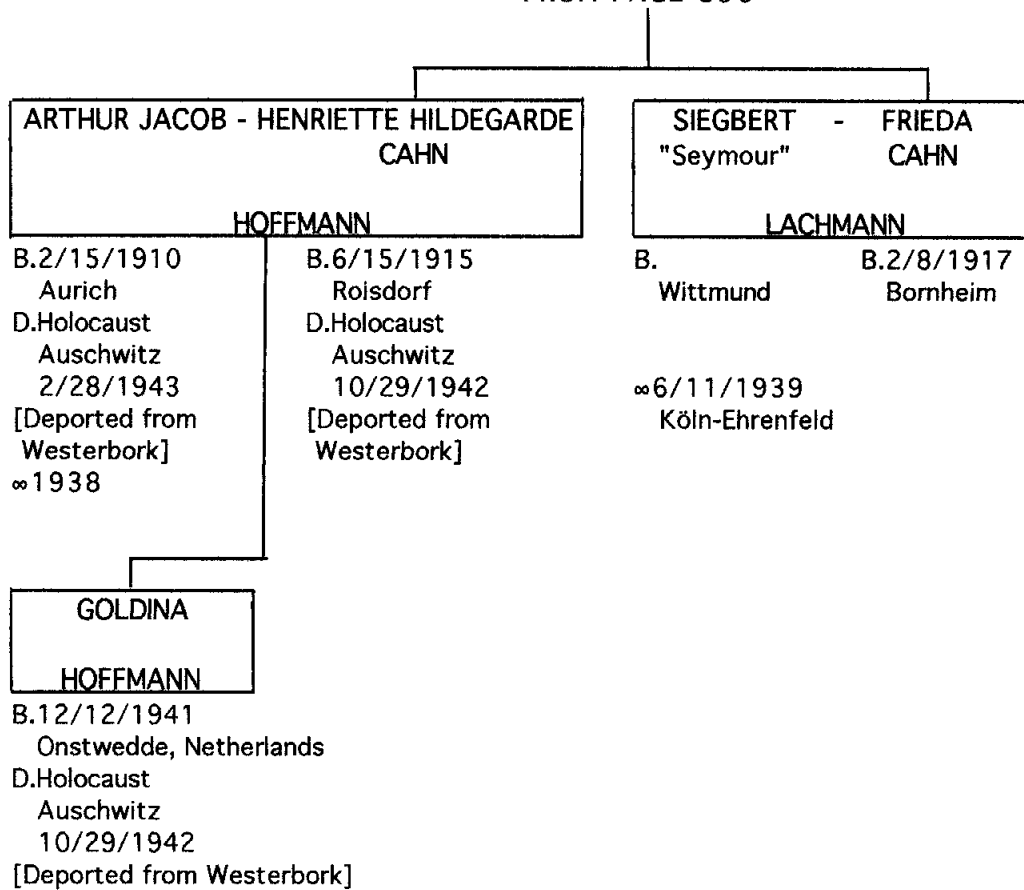 ARTHUR JACOB - HENRIETTE HILDEGARDE
CAHN
HOFFMANN
B.2/15/1910
Aurich
D.Holocaust
Auschwitz
2/28/1943
[Deported from
Westerbork]
∞1938
B.6/15/1915
Roisdorf
D.Holocaust
Auschwitz
10/29/1942
[Deported from
Westerbork]
SIEGBERT - FRIEDA
"Seymour" CAHN
LACHMANN
B.
Wittmund
B.2/8/1917
Bornheim
∞6/11/1939
Köln-Ehrenfeld
GOLDINA
HOFFMANN
B.12/12/1941
Onstwedde, Netherlands
D.Holocaust
Auschwitz
10/29/1942
[Deported from Westerbork]